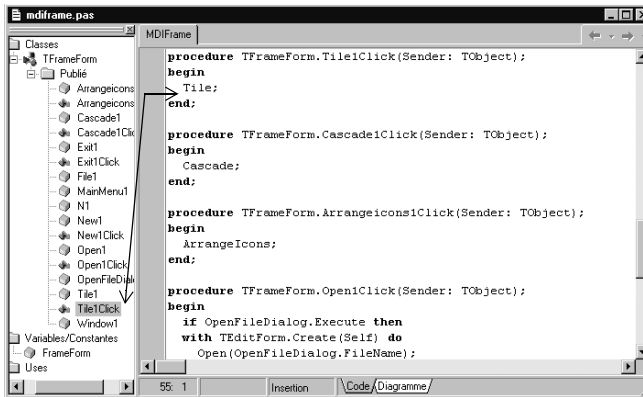 mdiframe.pas
Classes
TFrameForm
Publié
Arrangeicons
Arrangeicons
Cascade1
Cascade1Clic
Exit1
Exit1Click
File1
MainMenu1
N1
New1
New1Click
Open1
Open1Click
OpenFileDial
Tile1
Tile1Click
Window1
Variables/Constantes
FrameForm
Uses
MDIFrame
procedure TFrameForm.Tile1Click(Sender: TObject);
begin
Tile;
end;
procedure TFrameForm.Cascade1Click(Sender: TObject);
begin
Cascade;
end;
procedure TFrameForm.Arrangeicons1Click(Sender: TObject);
begin
ArrangeIcons;
end;
procedure TFrameForm.Open1Click(Sender: TObject);
begin
if OpenFileDialog.Execute then
with TEditForm.Create(Self) do
Open(OpenFileDialog.FileName);
55: 1
Insertion
Code
Diagramme